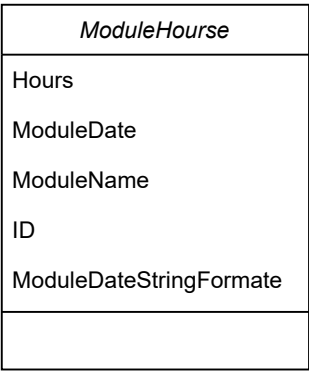 ModuleHourse
Hours
ModuleDate
ModuleName
ID
ModuleDateStringFormate